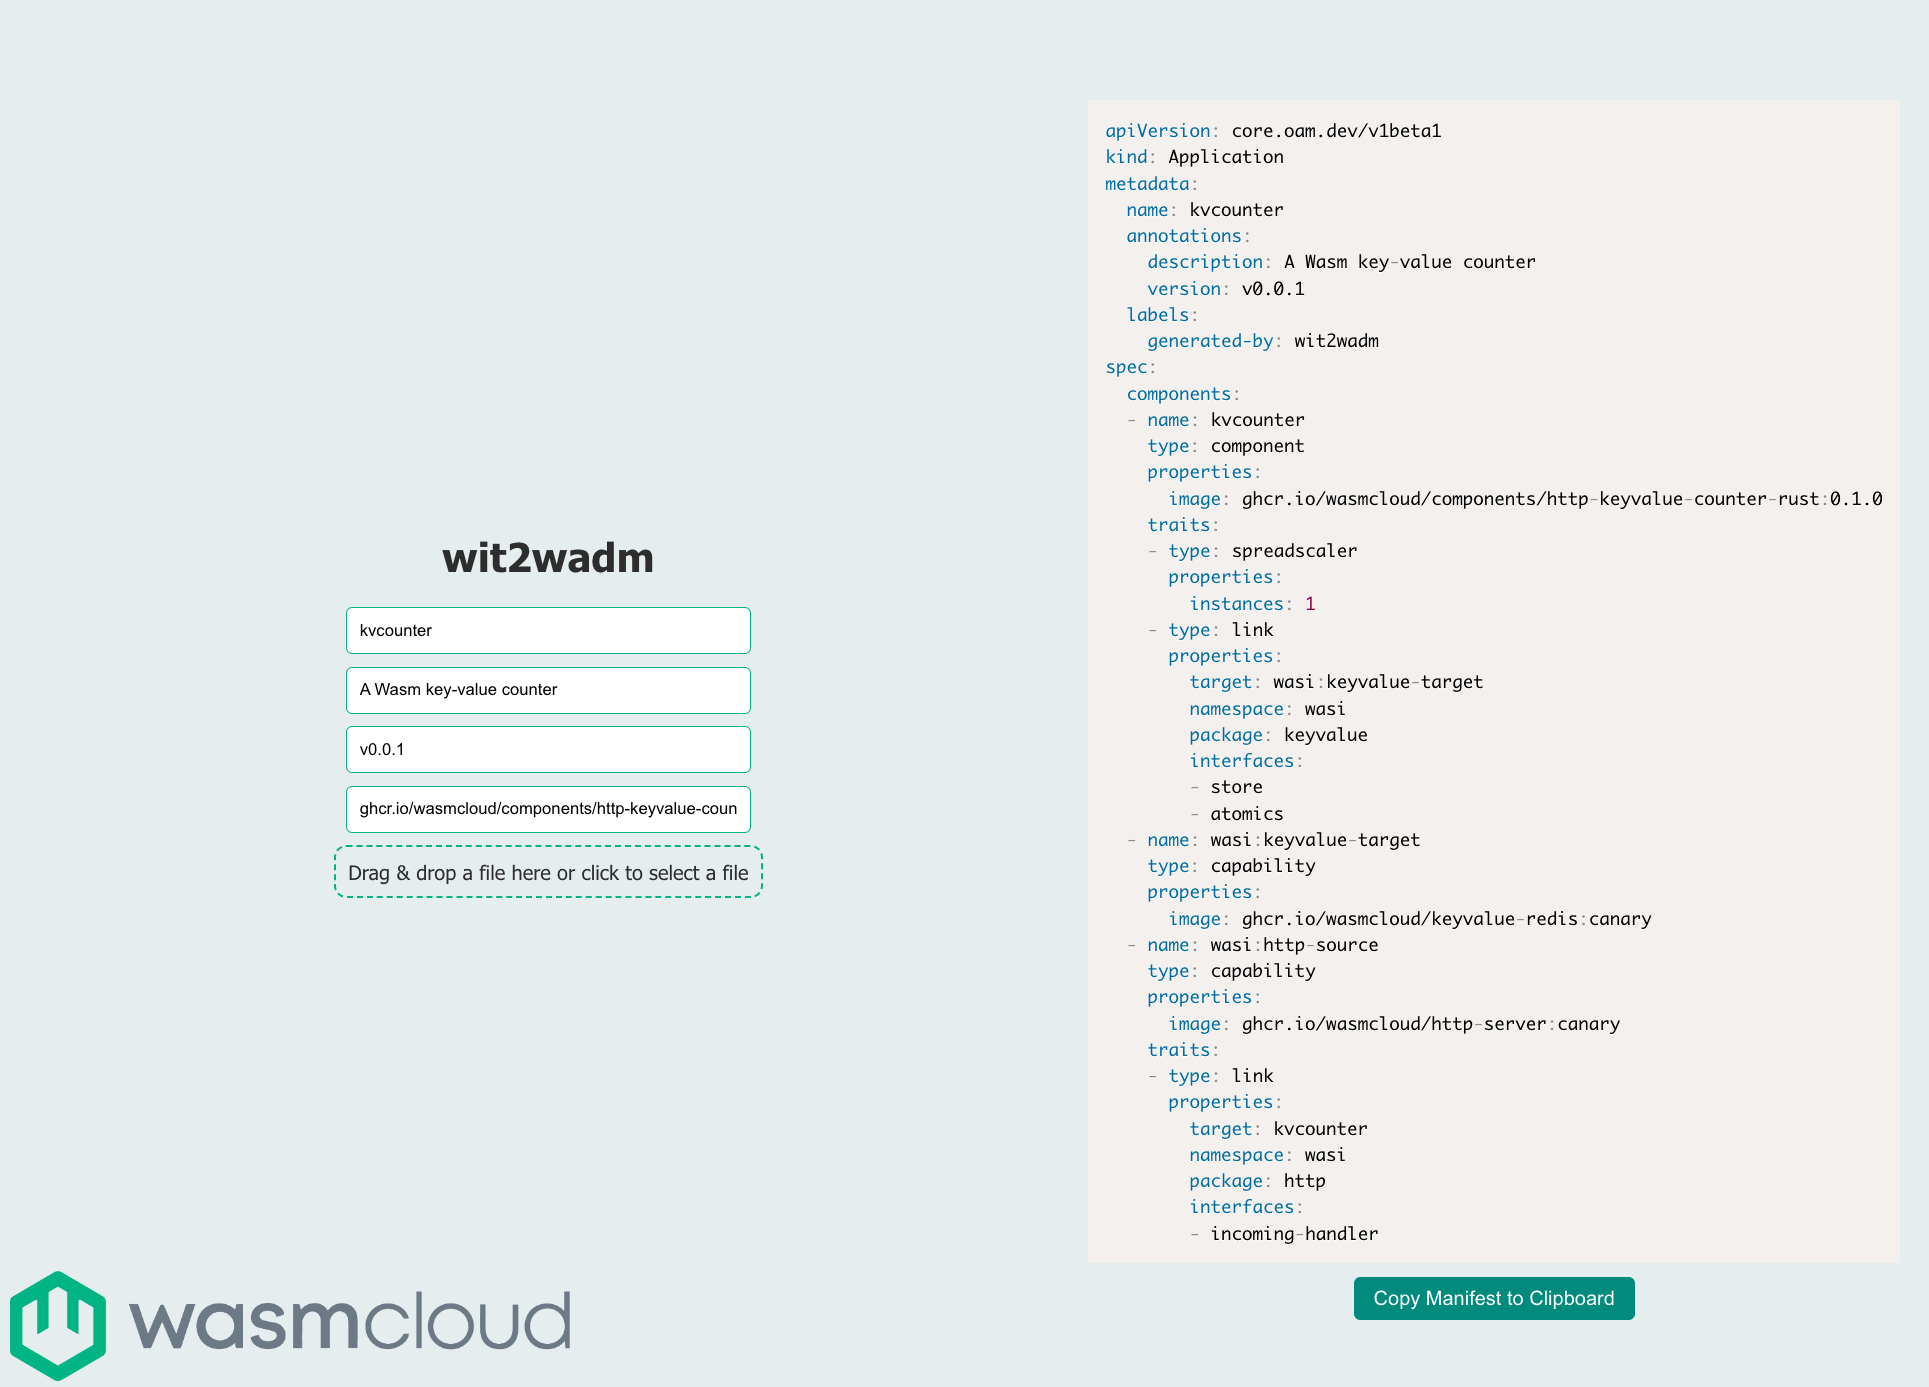 wit2wadm
kvcounter
A Wasm key-value counter
v0.0.1
ghcr.io/wasmcloud/components/http-keyvalue-coun
Drag & drop a file here or click to select a file
apiVersion: core.oam.dev/v1beta1
kind: Application
metadata:
  name: kvcounter
  annotations:
    description: A Wasm key-value counter
    version: v0.0.1
  labels:
    generated-by: wit2wadm
spec:
  components:
  - name: kvcounter
    type: component
    properties:
      image: ghcr.io/wasmcloud/components/http-keyvalue-counter-rust:0.1.0
    traits:
    - type: spreadscaler
      properties:
        instances: 1
    - type: link
      properties:
        target: wasi:keyvalue-target
        namespace: wasi
        package: keyvalue
        interfaces:
        - store
        - atomics
  - name: wasi:keyvalue-target
    type: capability
    properties:
      image: ghcr.io/wasmcloud/keyvalue-redis:canary
  - name: wasi:http-source
    type: capability
    properties:
      image: ghcr.io/wasmcloud/http-server:canary
    traits:
    - type: link
      properties:
        target: kvcounter
        namespace: wasi
        package: http
        interfaces:
        - incoming-handler
Copy Manifest to Clipboard
wasmcloud